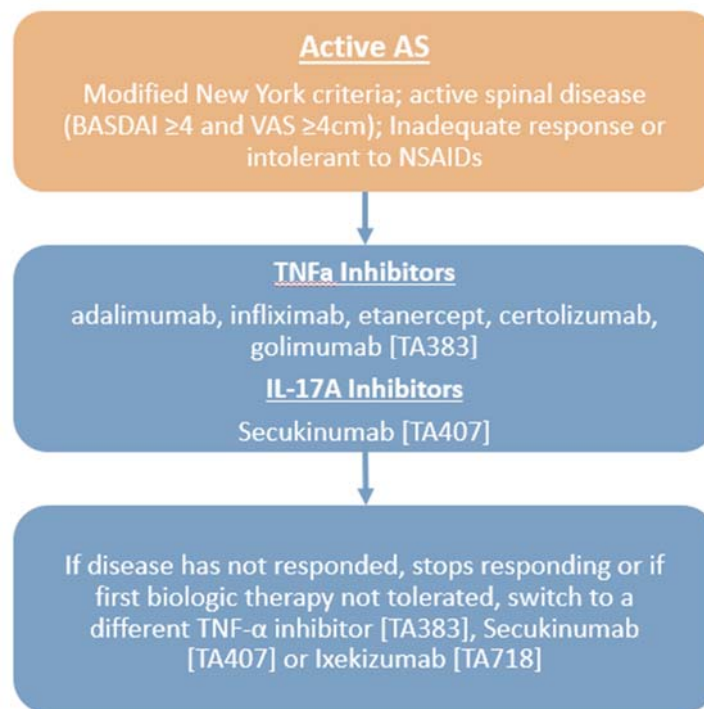 Active AS
Modified New York criteria; active spinal disease
(BASDAI ≥4 and VAS ≥4cm); Inadequate response or
intolerant to NSAIDs
TNFa Inhibitors
adalimumab, infliximab, etanercept, certolizumab,
golimumab [TA383]
IL-17A Inhibitors
Secukinumab [TA407]
If disease has not responded, stops responding or if
first biologic therapy not tolerated, switch to a
different TNF-α inhibitor [TA383], Secukinumab
[TA407] or Ixekizumab [TA718]